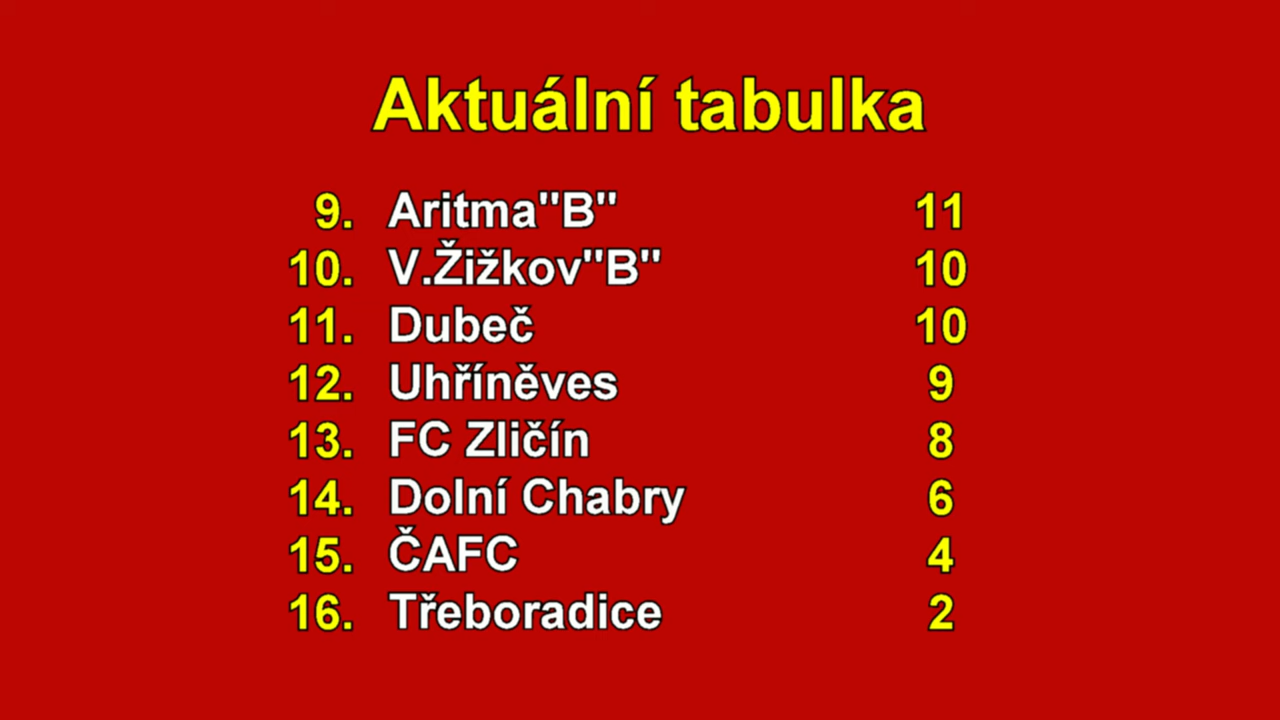 Aktuální tabulka
9. Aritma"B" 11
10. V.Žižkov"B" 10
11. Dubeč 10
12. Uhříněves 9
13. FC Zličín 8
14. Dolní Chabry 6
15. ČAFC 4
16. Třeboradice 2